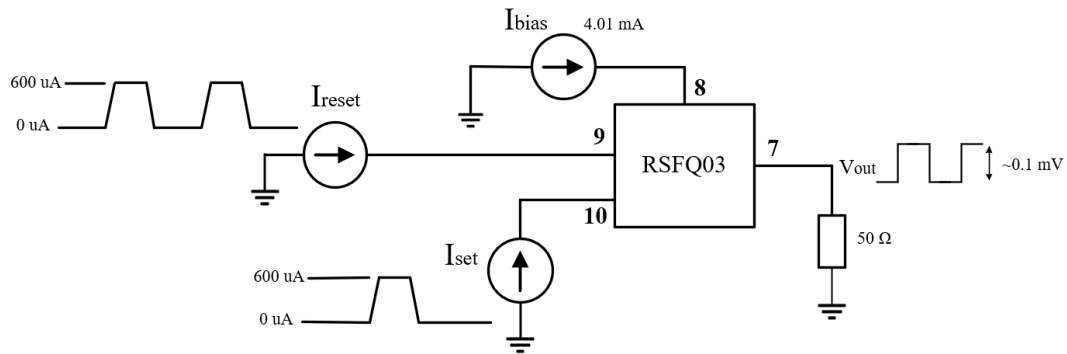 Ibias 4.01 mA
8
600 uA
0 uA
Ireset
9
RSFQ03
7
Vout
~0.1 mV
10
Iset
50 Ω
600 uA
0 uA